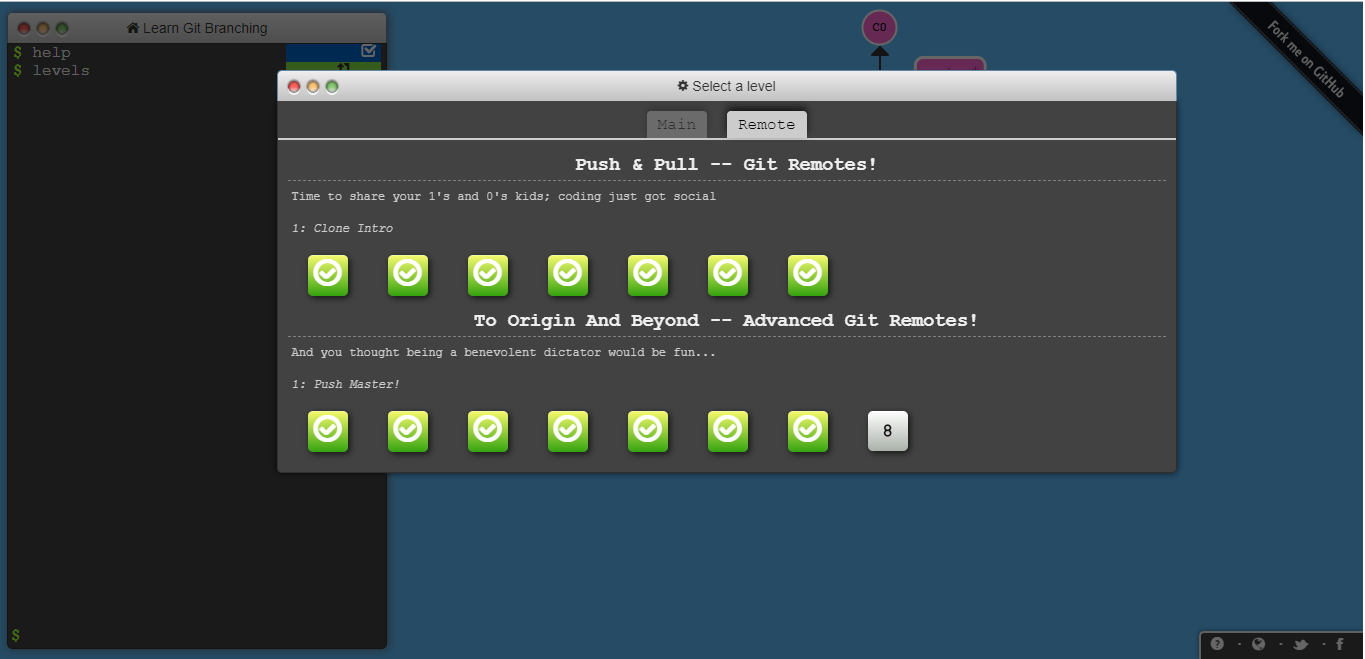 Learn Git Branching
$ help
$ levels
C0
Fork me on GitHub
Select a level
Main Remote
Push & Pull -- Git Remotes!
Time to share your 1's and 0's kids; coding just got social
1: Clone Intro
To Origin And Beyond -- Advanced Git Remotes!
And you thought being a benevolent dictator would be fun...
1: Push Master!
8
$